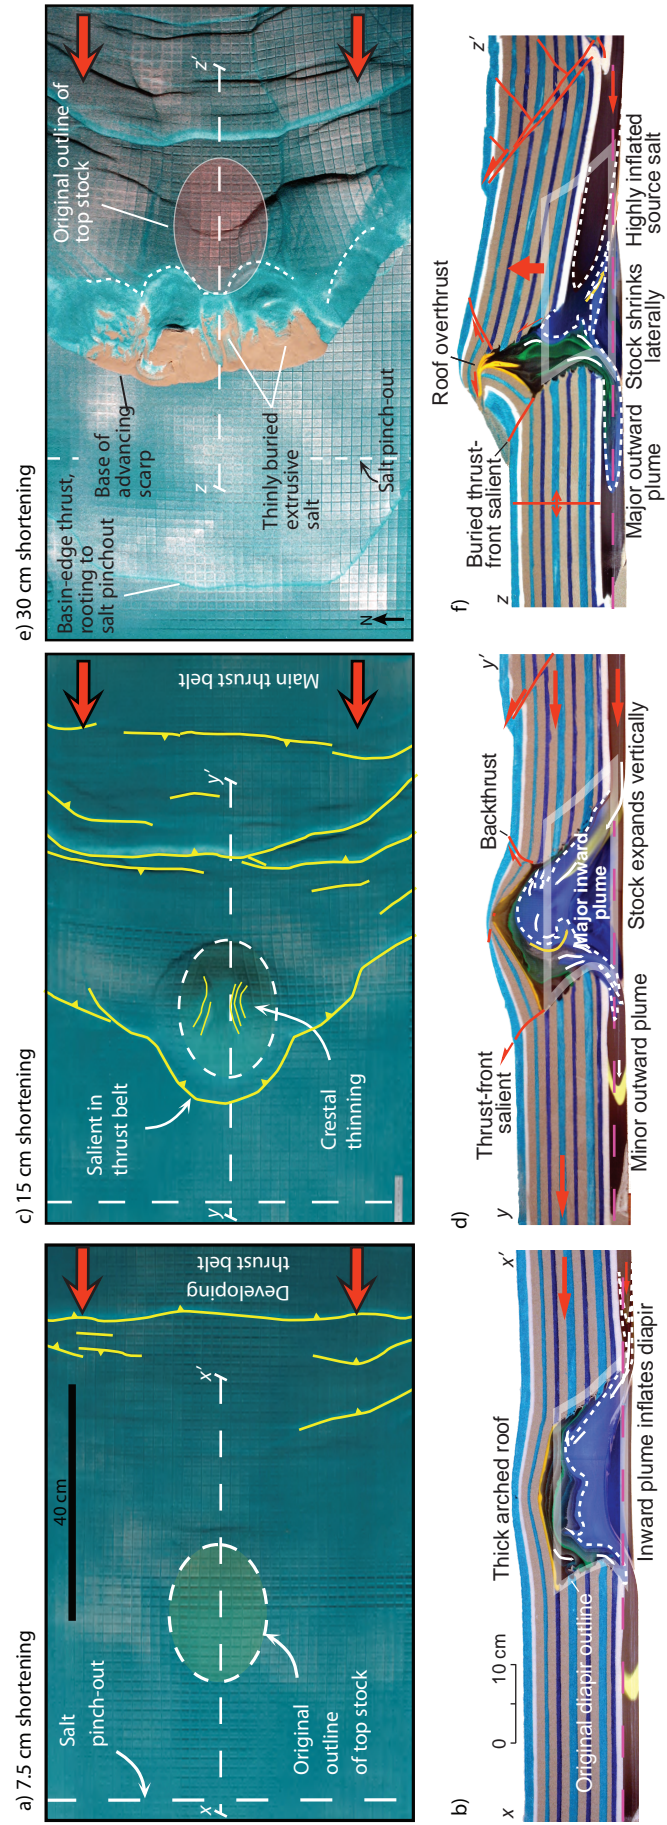 a) 7.5 cm shortening
Salt
pinch-out
40 cm
Original
outline
of top stock
Developing
thrust belt
x
x'
b)
x
x'
0
10 cm
Thick arched roof
Original diapir outline
Inward plume inflates diapir
c) 15 cm shortening
Salient in
thrust belt
Crestal
thinning
Main thrust belt
y
y'
d)
y
y'
Thrust-front
salient
Backthrust
Major inward
plume
Minor outward plume
Stock expands vertically
e) 30 cm shortening
Basin-edge thrust,
rooting to
salt pinchout
Base of
advancing
scarp
Original outline of
top stock
z
z'
Thinly buried
extrusive
salt
Salt pinch-out
N
f)
z
z'
Buried thrust-
front salient
Roof overthrust
Major outward
plume
Stock shrinks
laterally
Highly inflated
source salt